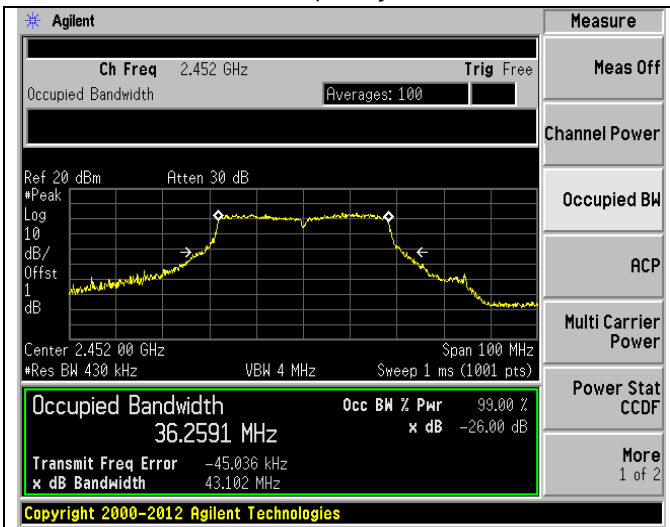 Agilent
Measure
Ch Freq 2.452 GHz Trig Free
Occupied Bandwidth Averages: 100
Meas Off
Channel Power
Occupied BW
ACP
Multi Carrier
Power
Power Stat
CCDF
More
1 of 2
Ref 20 dBm Atten 30 dB
#Peak
Log
10
dB/
Offst
1
dB
Center 2.452 00 GHz Span 100 MHz
#Res BW 430 kHz VBW 4 MHz Sweep 1 ms (1001 pts)
Occupied Bandwidth Occ BW % Pwr 99.00 %
36.2591 MHz x dB -26.00 dB
Transmit Freq Error -45.036 kHz
x dB Bandwidth 43.102 MHz
Copyright 2000-2012 Agilent Technologies